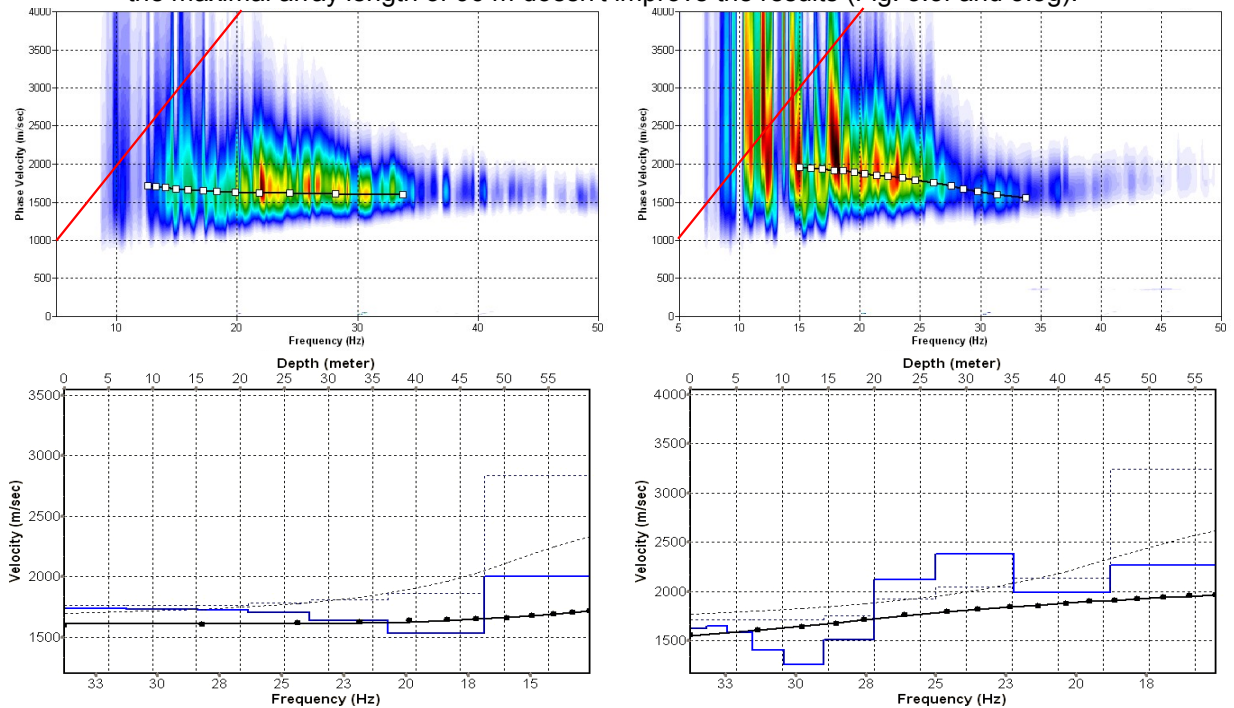 the maximal array length of 96 m doesn't improve the results (Fig.
4000
3500
3000
2500
2000
1500
1000
500
0
Phase Velocity (m/sec)
10 20 30 40 50
Frequency (Hz)
4000
3500
3000
2500
2000
1500
1000
500
0
Phase Velocity (m/sec)
5 10 15 20 25 30 35 40 45 50
Frequency (Hz)
Depth (meter)
0 5 10 15 20 25 30 35 40 45 50 55
3500
3000
2500
2000
1500
Velocity (m/sec)
33 30 28 25 23 20 18 15
Frequency (Hz)
Depth (meter)
0 5 10 15 20 25 30 35 40 45 50 55
4000
3500
3000
2500
2000
1500
Velocity (m/sec)
33 30 28 25 23 20 18
Frequency (Hz)